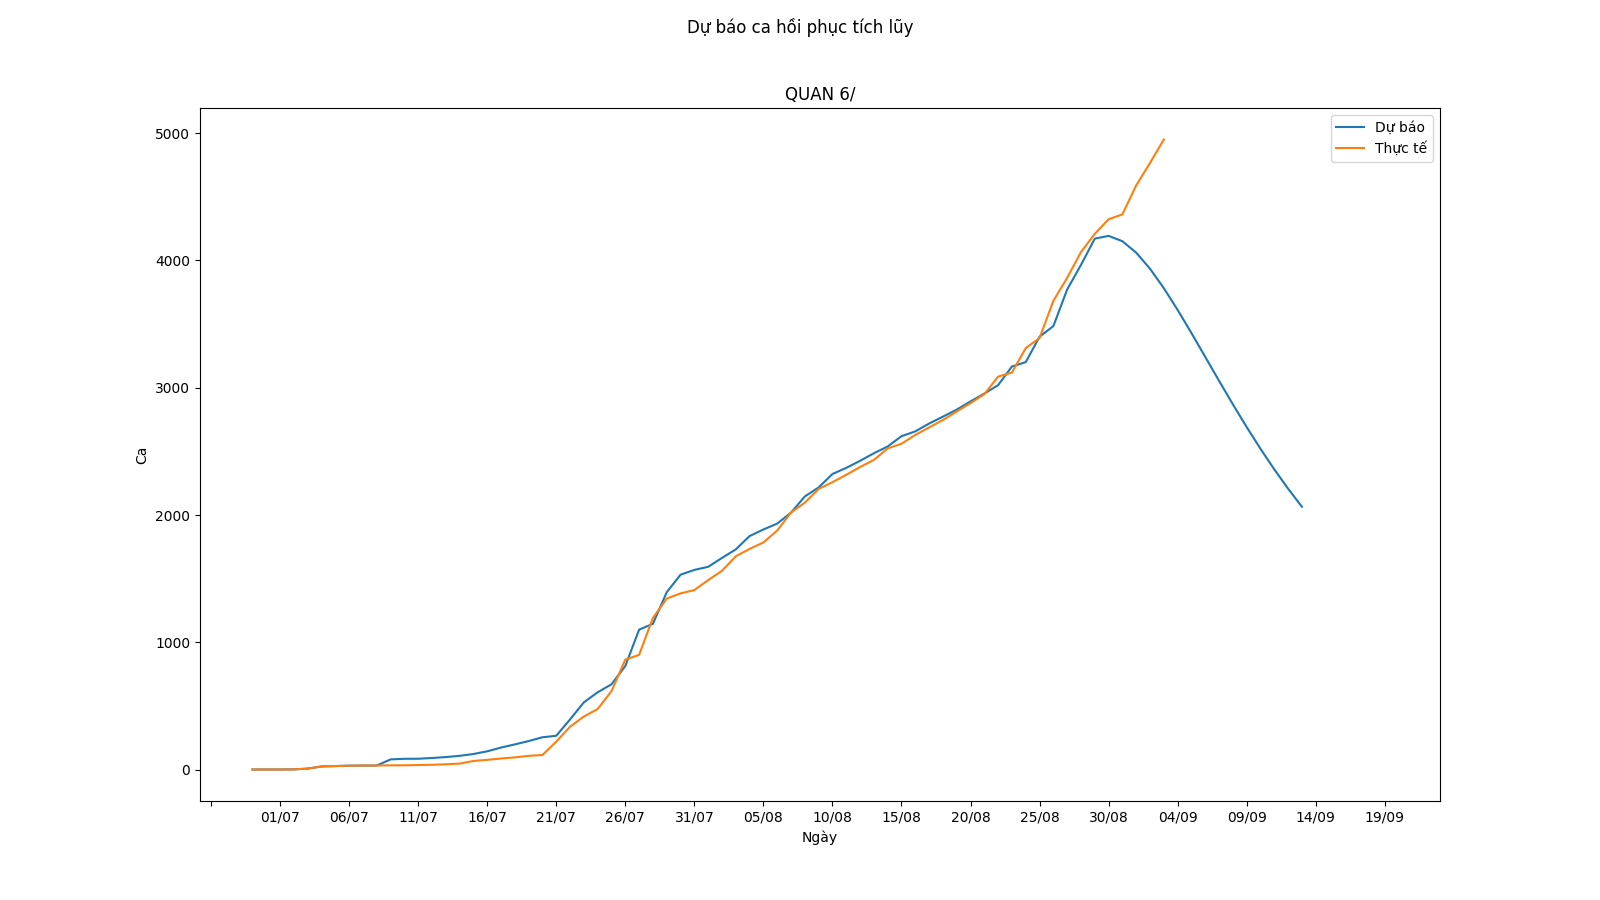 Dự báo ca hồi phục tích lũy
QUAN 6/
Dự báo
Thực tế
5000
4000
3000
2000
1000
0
Ca
01/07 06/07 11/07 16/07 21/07 26/07 31/07 05/08 10/08 15/08 20/08 25/08 30/08 04/09 09/09 14/09 19/09
Ngày